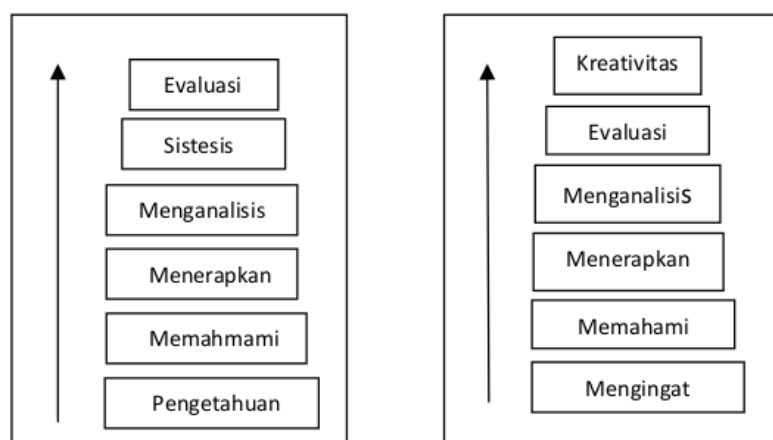 Evaluasi
Sistesis
Menganalisis
Menerapkan
Memahmami
Pengetahuan
Kreativitas
Evaluasi
Menganalisis
Menerapkan
Memahami
Mengingat